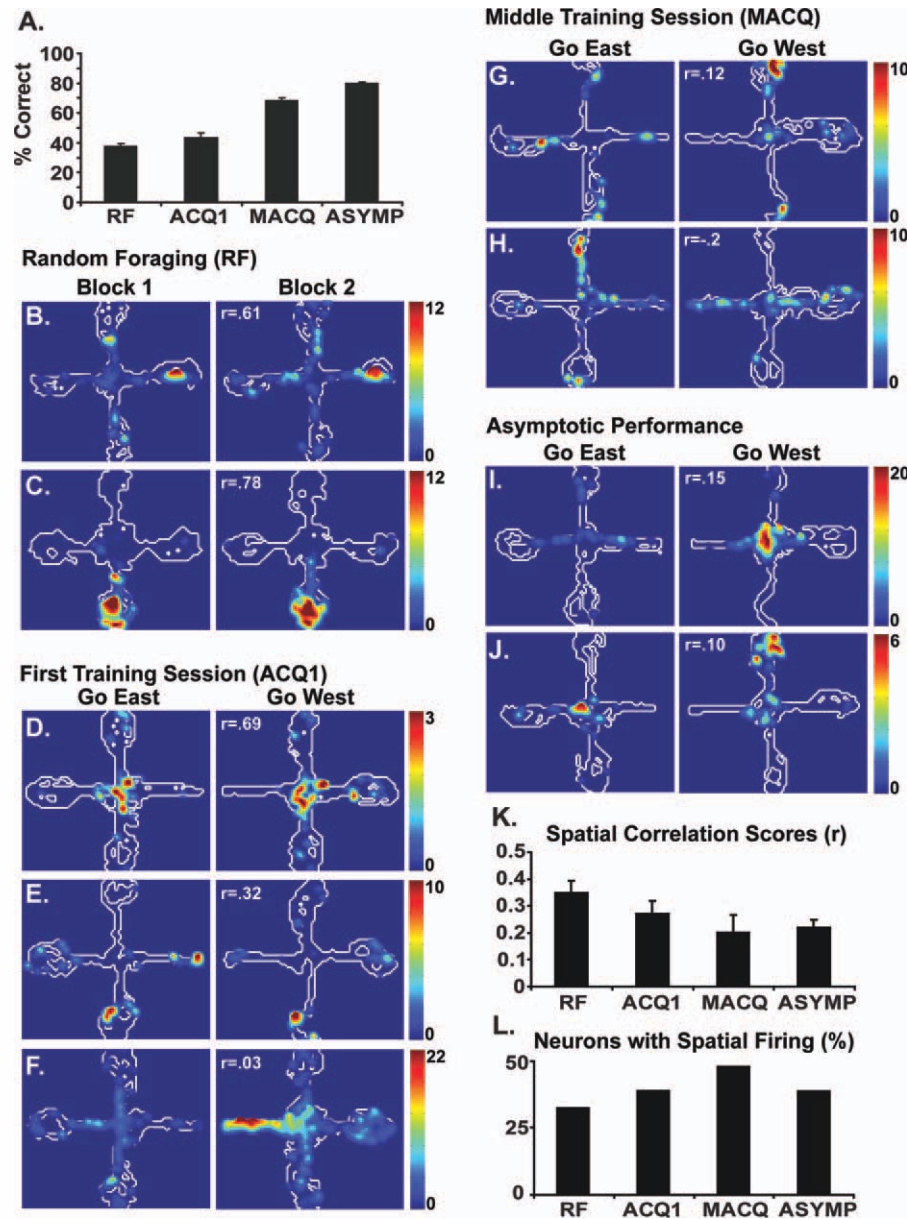 A.
% Correct
100
80
60
40
20
0
RF ACQ1 MACQ ASYMP
Random Foraging (RF)
Block 1 Block 2
B. r=.61 12 0
C. r=.78 12 0
First Training Session (ACQ1)
Go East Go West
D. r=.69 3 0
E. r=.32 10 0
F. r=.03 22 0
Middle Training Session (MACQ)
Go East Go West
G. r=.12 10 0
H. r=-.2 10 0
Asymptotic Performance
Go East Go West
I. r=.15 20 0
J. r=.10 6 0
K.
Spatial Correlation Scores (r)
0.5
0.4
0.3
0.2
0.1
0
RF ACQ1 MACQ ASYMP
L.
Neurons with Spatial Firing (%)
50
25
0
RF ACQ1 MACQ ASYMP